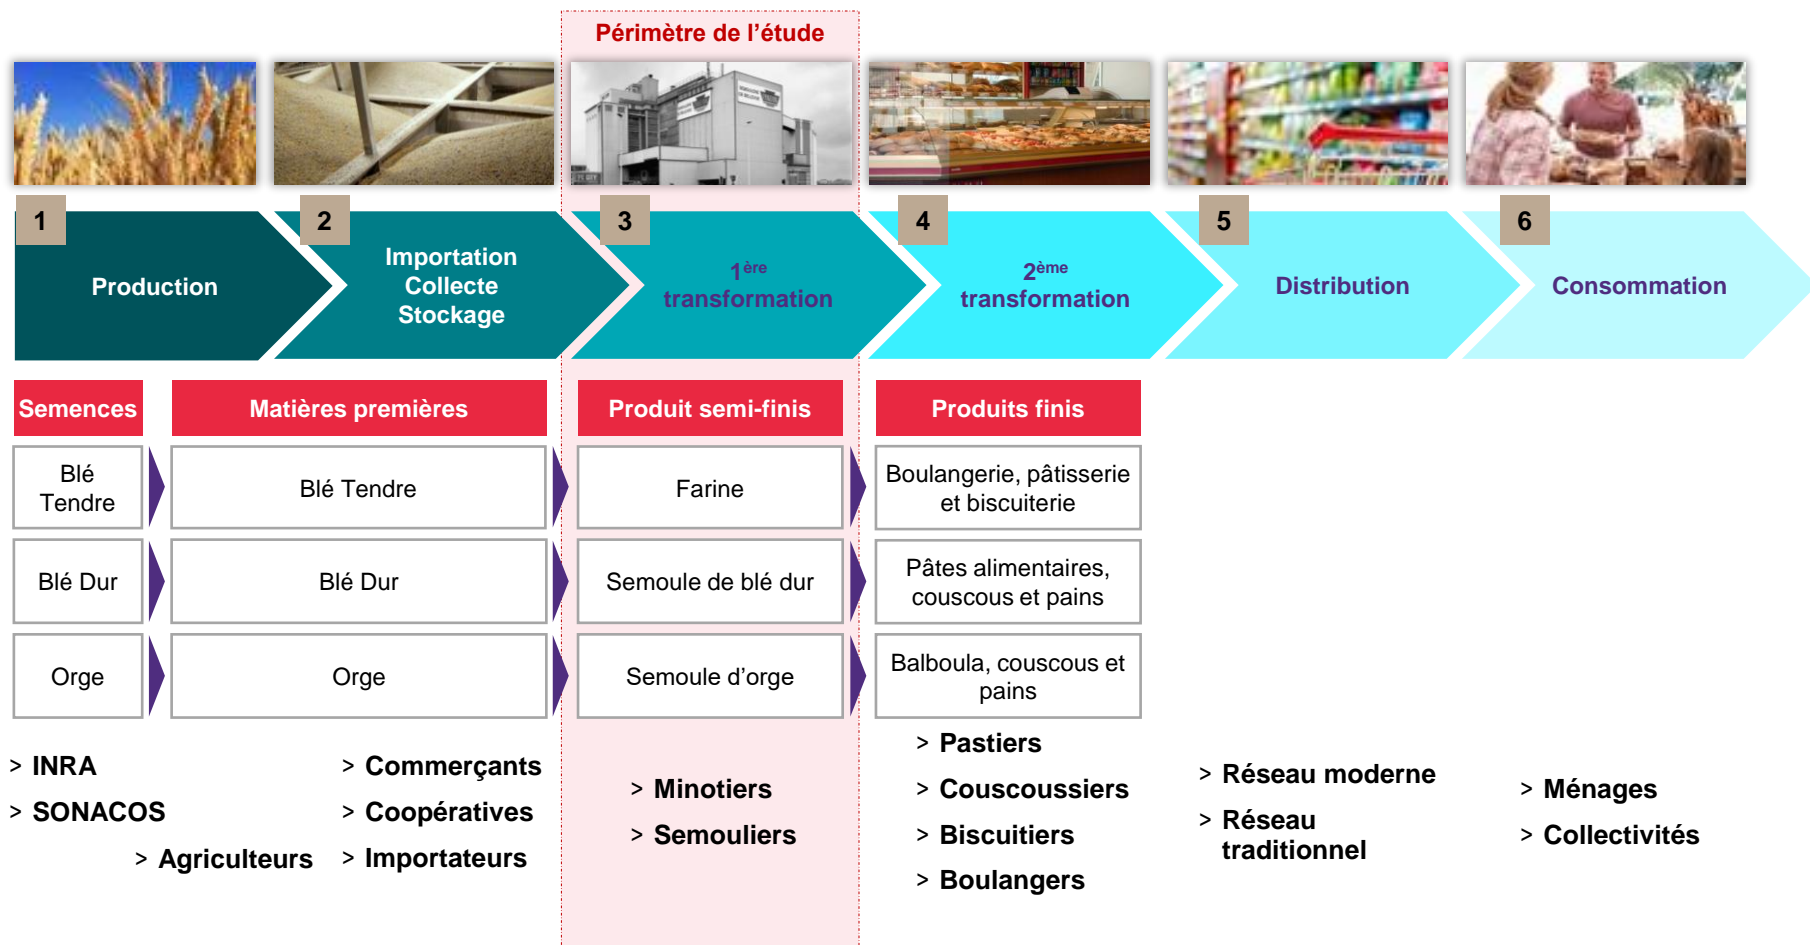 Périmètre de l’étude
1
2
3
4
5
6
Production
Importation
Collecte
Stockage
1ère
transformation
2ème
transformation
Distribution
Consommation
Semences
Matières premières
Produit semi-finis
Produits finis
Blé
Tendre
Blé Tendre
Farine
Boulangerie, pâtisserie
et biscuiterie
Blé Dur
Blé Dur
Semoule de blé dur
Pâtes alimentaires,
couscous et pains
Orge
Orge
Semoule d’orge
Balboula, couscous et
pains
> INRA
> SONACOS
> Agriculteurs
> Commerçants
> Coopératives
> Importateurs
> Minotiers
> Semouliers
> Pastiers
> Couscoussiers
> Biscuitiers
> Boulangers
> Réseau moderne
> Réseau
traditionnel
> Ménages
> Collectivités